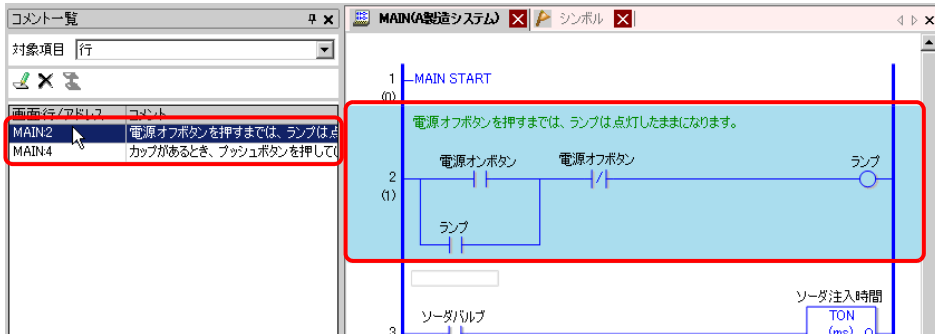 コメント一覧
対象項目 行
画面:行/アドレス コメント
MAIN:2 電源オフボタンを押すまでは、ランプは点
MAIN:4 カップがあるとき、プッシュボタンを押して
MAIN(A製造システム) シンボル
1 MAIN START
(0)
電源オフボタンを押すまでは、ランプは点灯したままになります。
電源オンボタン 電源オフボタン ランプ
2
(1)
ランプ
ソーダ注入時間
ソーダバルブ TON
3 (ms) Q